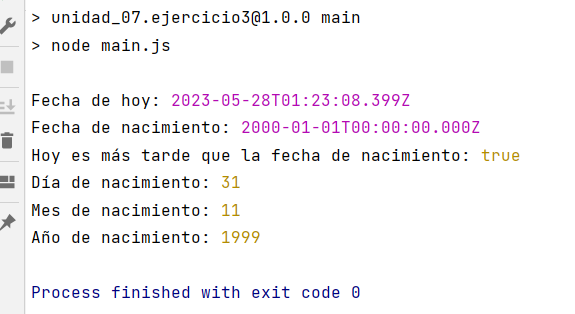 > unidad_07.ejercicio3@1.0.0 main
> node main.js
Fecha de hoy: 2023-05-28T01:23:08.399Z
Fecha de nacimiento: 2000-01-01T00:00:00.000Z
Hoy es más tarde que la fecha de nacimiento: true
Día de nacimiento: 31
Mes de nacimiento: 11
Año de nacimiento: 1999
Process finished with exit code 0